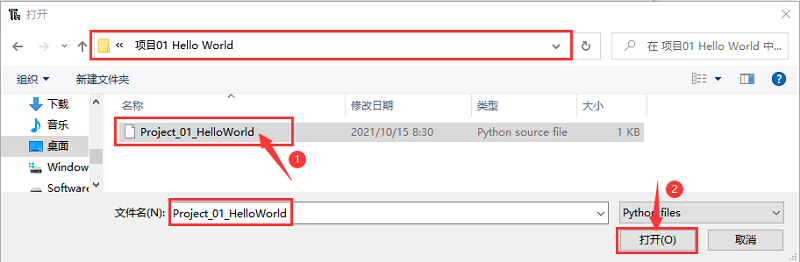 打开
« 项目01 Hello World
在 项目01 Hello World 中...
组织 新建文件夹
名称 修改日期 类型 大小
下载
音乐
桌面
Window
Software
Project_01_HelloWorld 2021/10/15 8:30 Python source file 1 KB
1
2
文件名(N): Project_01_HelloWorld Python files
打开(O) 取消